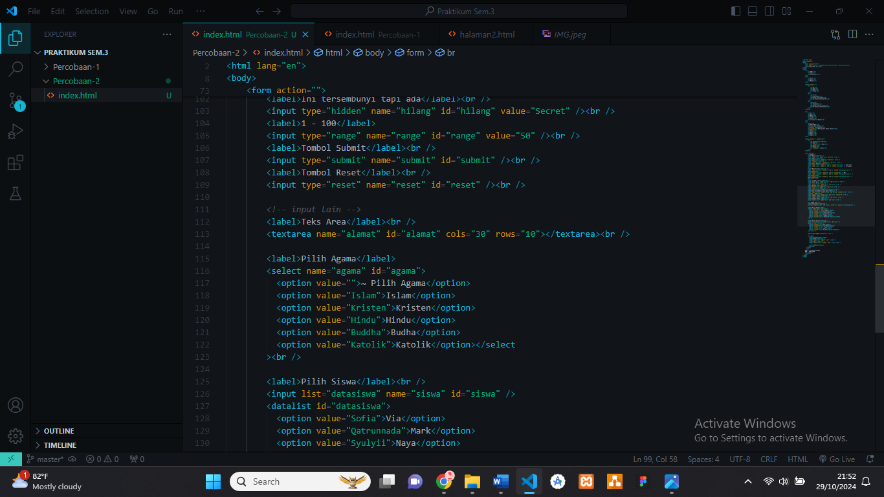 File Edit Selection View Go Run ··· Praktikum Sem.3
EXPLORER ···
index.html Percobaan-2 U index.html Percobaan-1 halaman2.html IMG.jpeg
PRAKTIKUM SEM.3
Percobaan-1
Percobaan-2
index.html U
Percobaan-2 > index.html > html > body > form > br
2 <html lang="en">
8 <body>
73 <form action="">
102 <label>Ini tersembunyi tapi ada</label><br />
103 <input type="hidden" name="hilang" id="hilang" value="Secret" /><br />
104 <label>1 - 100</label>
105 <input type="range" name="range" id="range" value="50" /><br />
106 <label>Tombol Submit</label><br />
107 <input type="submit" name="submit" id="submit" /><br />
108 <label>Tombol Reset</label><br />
109 <input type="reset" name="reset" id="reset" /><br />
110
111 <!-- input Lain -->
112 <label>Teks Area</label><br />
113 <textarea name="alamat" id="alamat" cols="30" rows="10"></textarea><br />
114
115 <label>Pilih Agama</label>
116 <select name="agama" id="agama">
117 <option value="">~ Pilih Agama</option>
118 <option value="Islam">Islam</option>
119 <option value="Kristen">Kristen</option>
120 <option value="Hindu">Hindu</option>
121 <option value="Buddha">Budha</option>
122 <option value="Katolik">Katolik</option></select
123 ><br />
124
125 <label>Pilih Siswa</label><br />
126 <input list="datasiswa" name="siswa" id="siswa" />
127 <datalist id="datasiswa">
128 <option value="Sofia">Via</option>
129 <option value="Qatrunnada">Mark</option>
130 <option value="Syulyii">Naya</option>
OUTLINE
TIMELINE
Activate Windows
Go to Settings to activate Windows.
master* 0 0 0 Ln 99, Col 58 Spaces: 4 UTF-8 CRLF HTML Go Live
82°F
Mostly cloudy
Search
21:52
29/10/2024